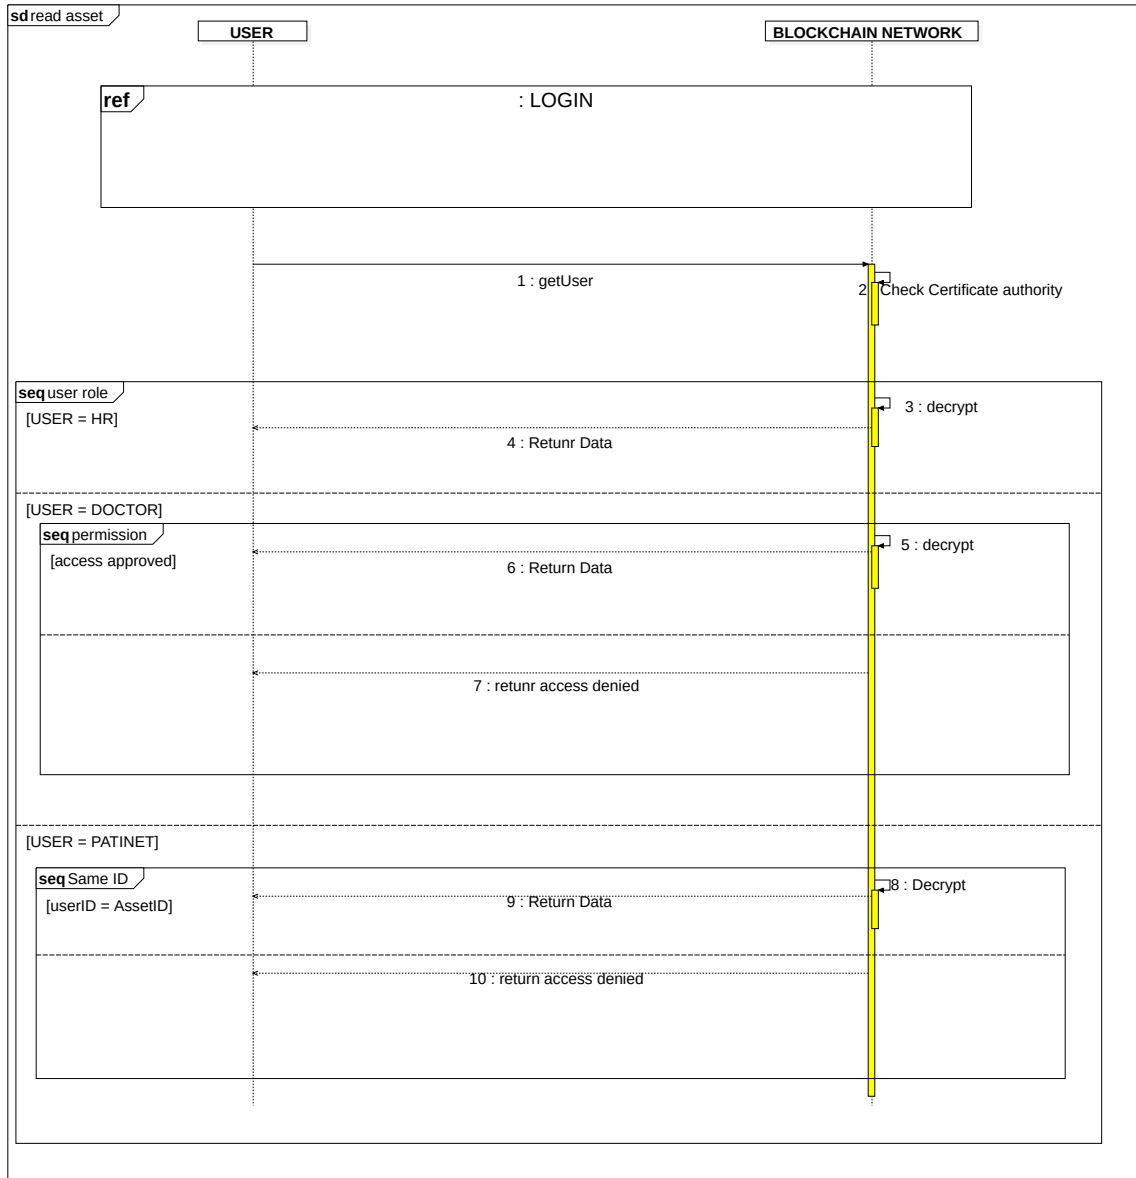 sd read asset
USER
BLOCKCHAIN NETWORK
ref
: LOGIN
1 : getUser
2 Check Certificate authority
seq user role
[USER = HR]
3 : decrypt
4 : Retunr Data
[USER = DOCTOR]
seq permission
[access approved]
5 : decrypt
6 : Return Data
7 : retunr access denied
[USER = PATINET]
seq Same ID
[userID = AssetID]
8 : Decrypt
9 : Return Data
10 : return access denied